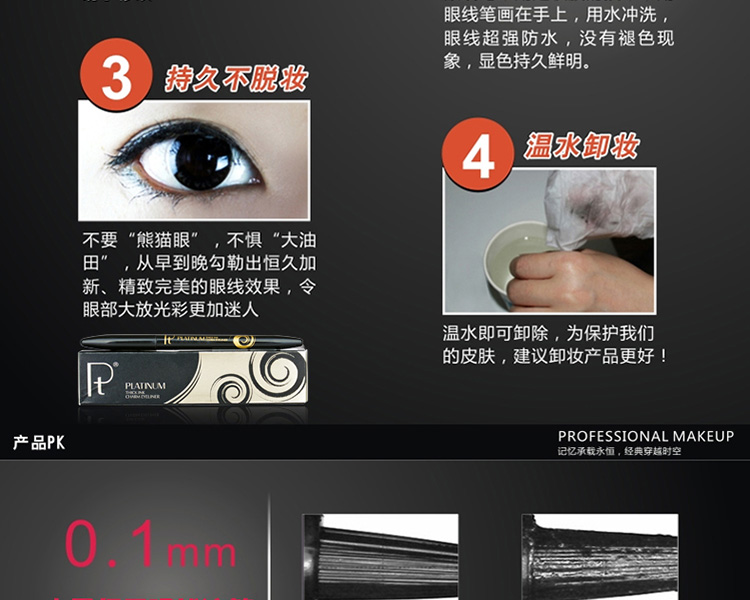 眼线笔画在手上，用水冲洗，
眼线超强防水，没有褪色现
象，显色持久鲜明。
3 持久不脱妆
不要“熊猫眼”，不惧“大油
田”，从早到晚勾勒出恒久加
新、精致完美的眼线效果，令
眼部大放光彩更加迷人
4 温水卸妆
温水即可卸除，为保护我们
的皮肤，建议卸妆产品更好！
Pt PLATINUM
Pt®
PLATINUM
THICK INK
CHARM EYELINER
产品PK
PROFESSIONAL MAKEUP
记忆承载永恒，经典穿越时空
0.1mm